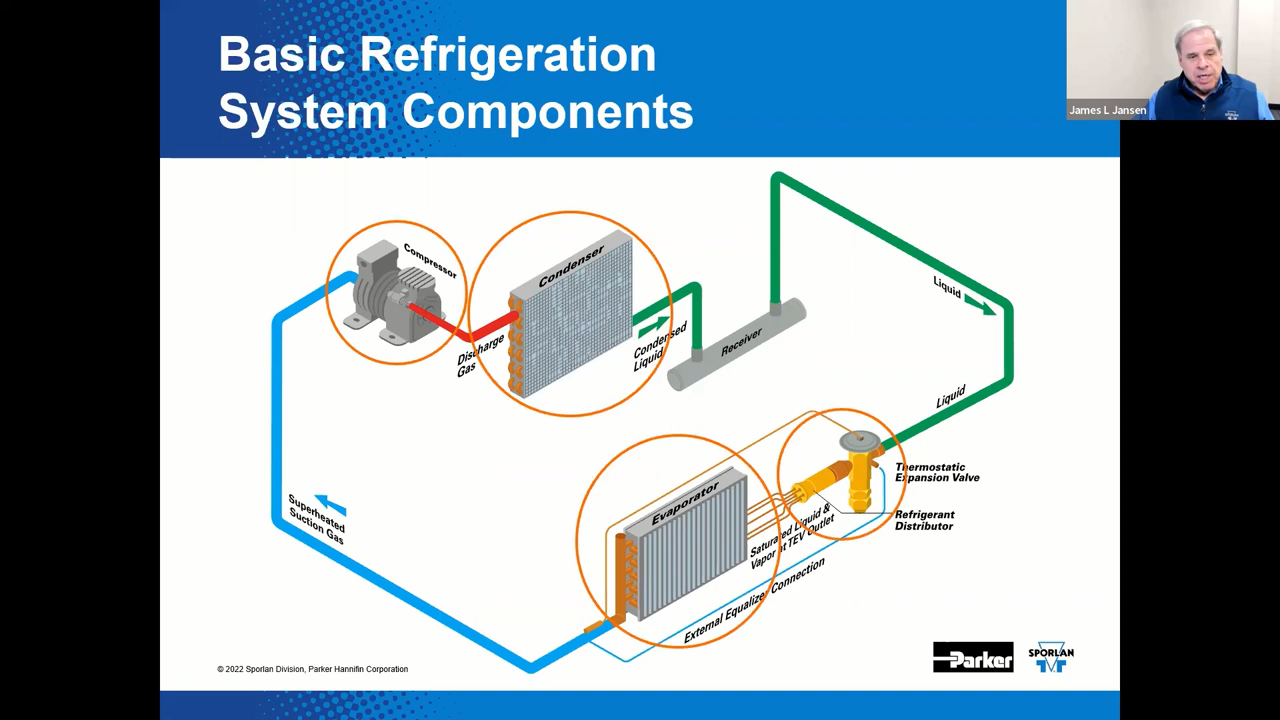 Basic Refrigeration
System Components
James L Jansen
Compressor
Condenser
Discharge
Gas
Condensed
Liquid
Receiver
Liquid
Liquid
Thermostatic
Expansion Valve
Refrigerant
Distributor
Evaporator
Saturated Liquid &
Vapor at TEV Outlet
External Equalizer Connection
Superheated
Suction Gas
© 2022 Sporlan Division, Parker Hannifin Corporation
Parker
SPORLAN